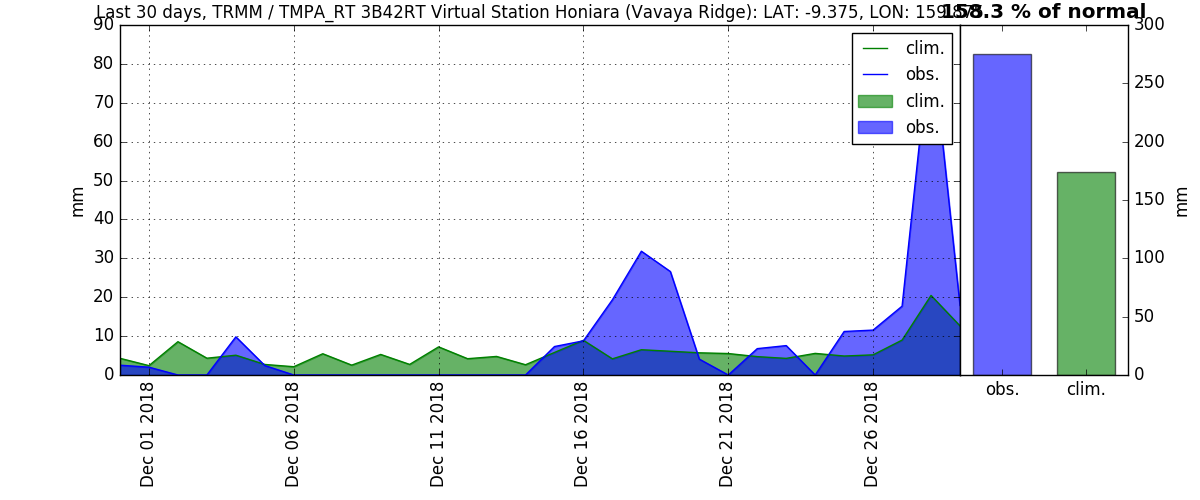 Last 30 days, TRMM / TMPA_RT 3B42RT Virtual Station Honiara (Vavaya Ridge): LAT: -9.375, LON:
158.3 % of normal
90
80
70
60
50
40
30
20
10
0
mm
Dec 01 2018
Dec 06 2018
Dec 11 2018
Dec 16 2018
Dec 21 2018
Dec 26 2018
clim.
obs.
clim.
obs.
300
250
200
150
100
50
0
mm
obs.
clim.